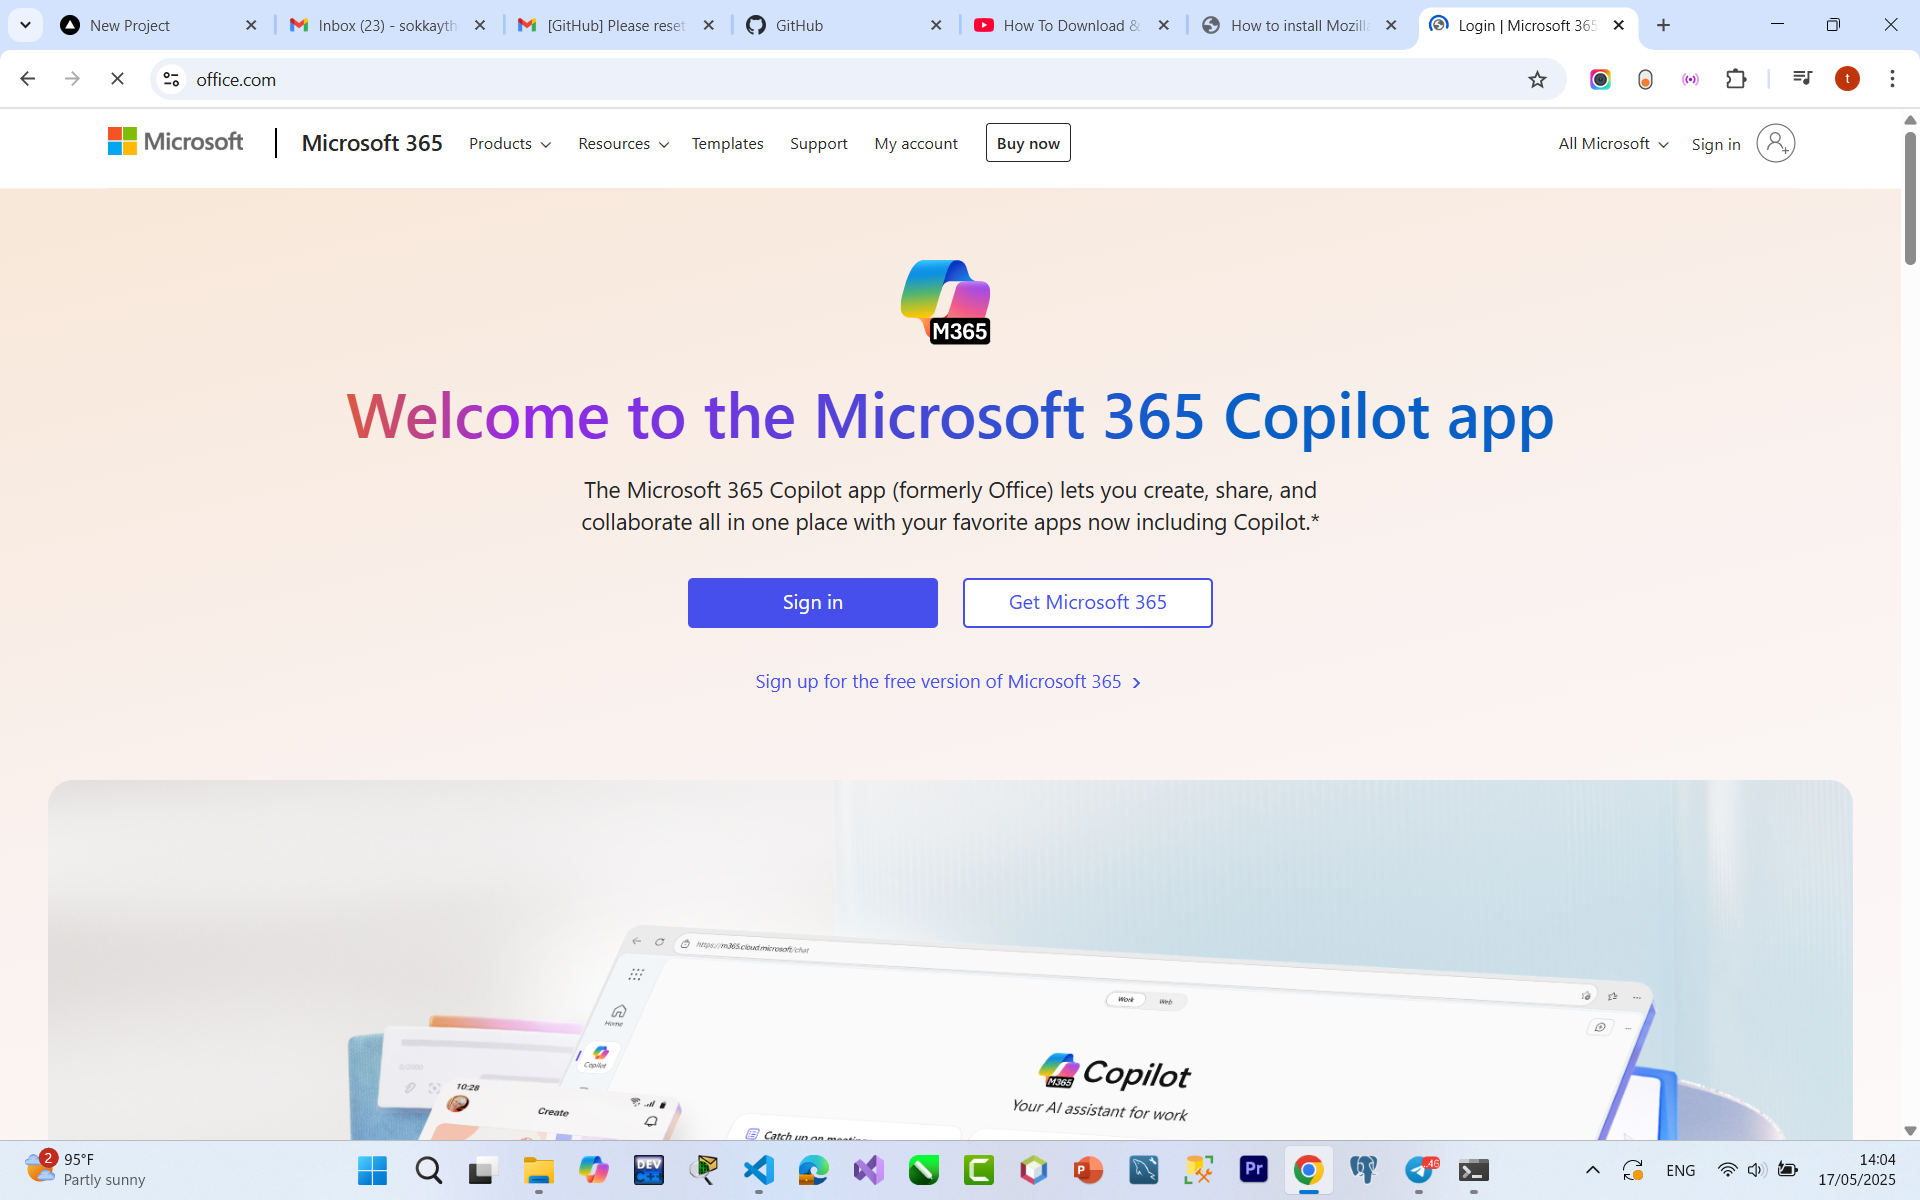 New Project
Inbox (23) - sokkayth
[GitHub] Please reset
GitHub
How To Download &
How to install Mozilla
Login | Microsoft 365
office.com
t
Microsoft
Microsoft 365
Products
Resources
Templates
Support
My account
Buy now
All Microsoft
Sign in
M365
Welcome to the Microsoft 365 Copilot app
The Microsoft 365 Copilot app (formerly Office) lets you create, share, and
collaborate all in one place with your favorite apps now including Copilot.*
Sign in
Get Microsoft 365
Sign up for the free version of Microsoft 365
https://m365.cloud.microsoft/chat
Work
Web
Home
Copilot
M365
Copilot
Your AI assistant for work
0/2000
10:28
Create
Catch up on meetin
2
95°F
Partly sunny
DEV
C++
P
Pr
46
ENG
14:04
17/05/2025